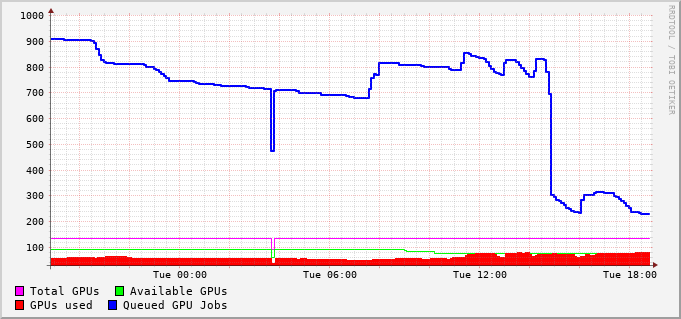 1000
900
800
700
600
500
400
300
200
100
Tue 00:00 Tue 06:00 Tue 12:00 Tue 18:00
Total GPUs Available GPUs
GPUs used Queued GPU Jobs
RRDTOOL / TOBI OETIKER